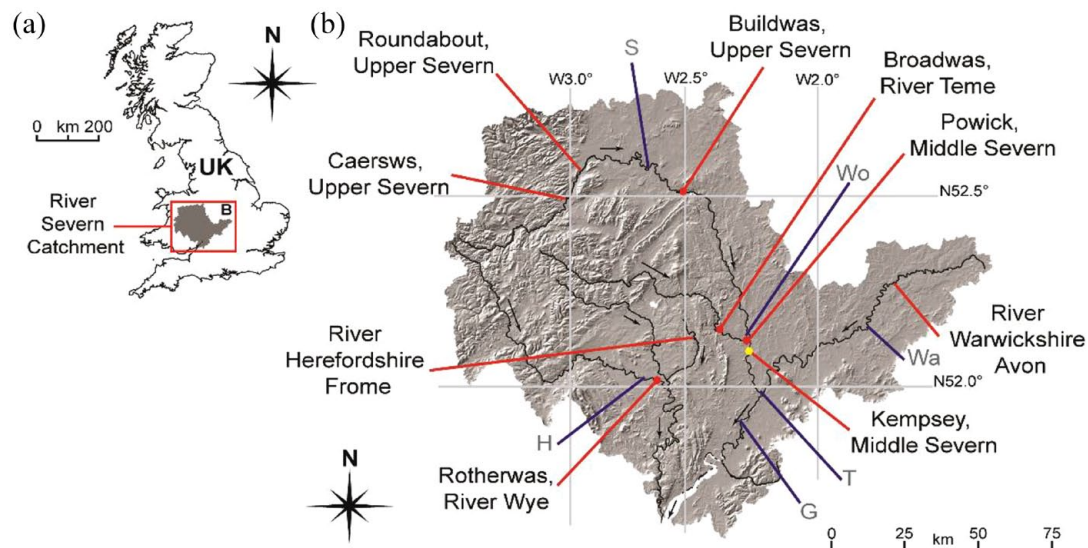 (a)
N
0 km 200
UK
River
Severn
Catchment
B
(b)
Roundabout,
Upper Severn
S
Buildwas,
Upper Severn
Broadwas,
River Teme
Powick,
Middle Severn
W3.0°
W2.5°
W2.0°
Caersws,
Upper Severn
Wo
N52.5°
River
Herefordshire
Frome
River
Warwickshire
Avon
Wa
N52.0°
H
Kempsey,
Middle Severn
Rotherwas,
River Wye
T
G
N
0 25 50 75
km